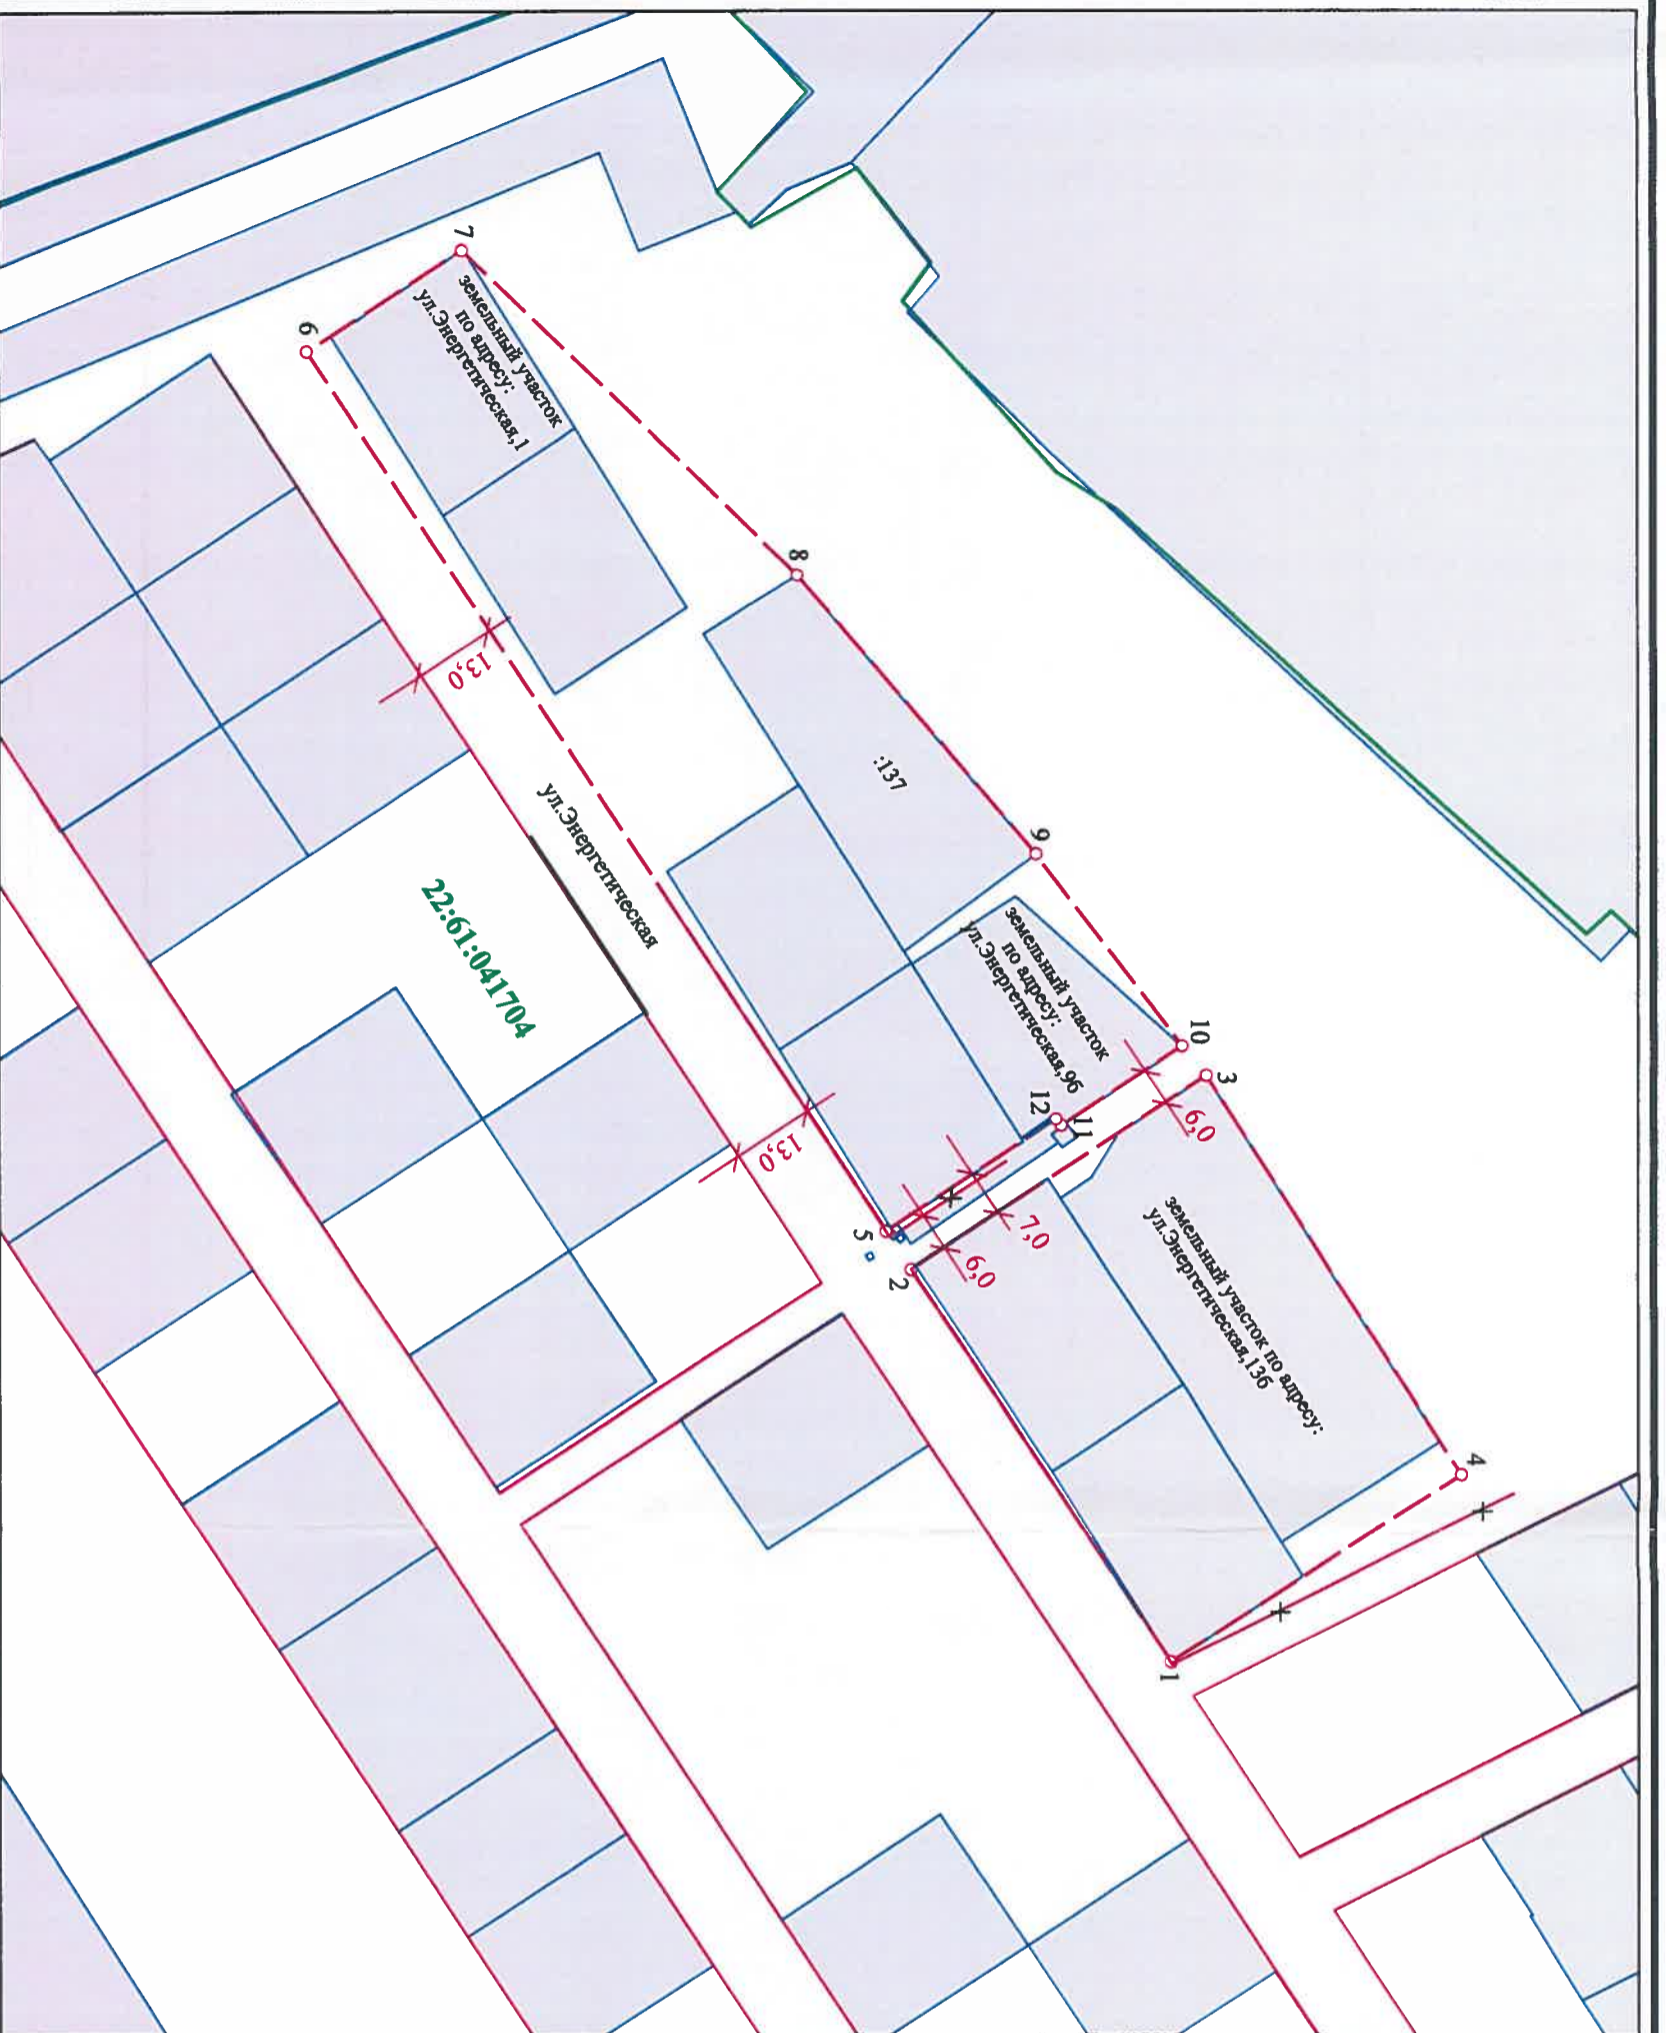 7
земельный участок
по адресу:
ул.Энергетическая,1
6
8
13,0
:137
9
ул.Энергетическая
22:61:041704
земельный участок
по адресу:
ул.Энергетическая,9б
10
3
12
11
6,0
13,0
7,0
6,0
5
2
земельный участок по адресу:
ул.Энергетическая,13б
4
1